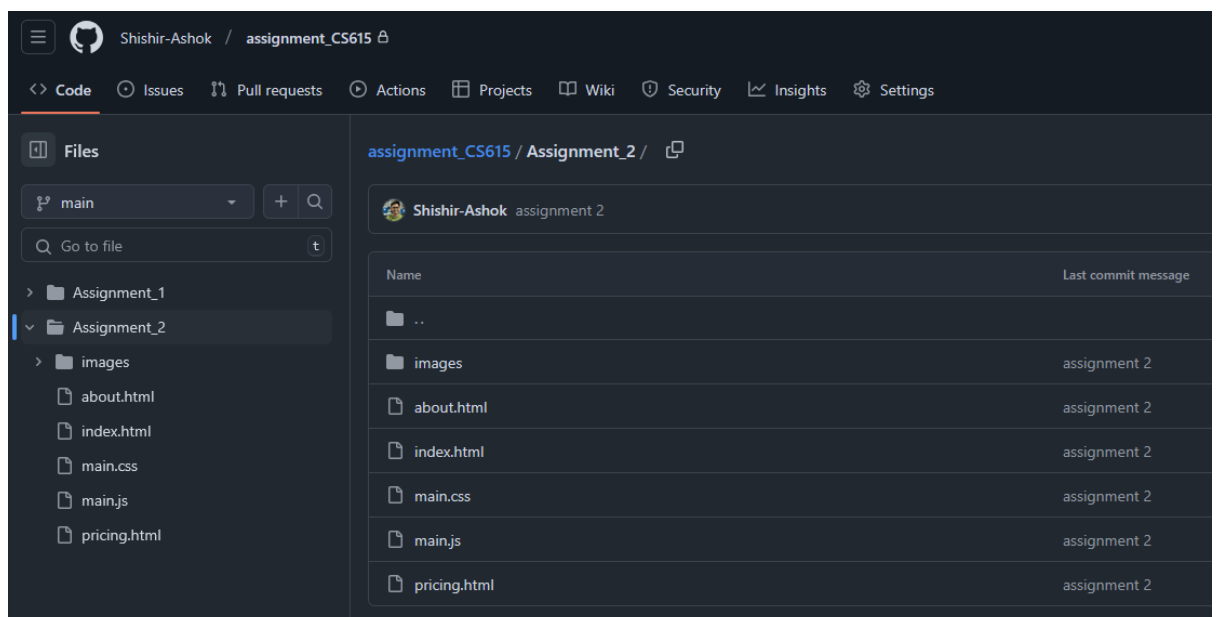 Shishir-Ashok / assignment_CS615
Code Issues Pull requests Actions Projects Wiki Security Insights Settings
Files
main
Go to file t
Assignment_1
Assignment_2
images
about.html
index.html
main.css
main.js
pricing.html
assignment_CS615 / Assignment_2 /
Shishir-Ashok assignment 2
Name Last commit message
..
images assignment 2
about.html assignment 2
index.html assignment 2
main.css assignment 2
main.js assignment 2
pricing.html assignment 2